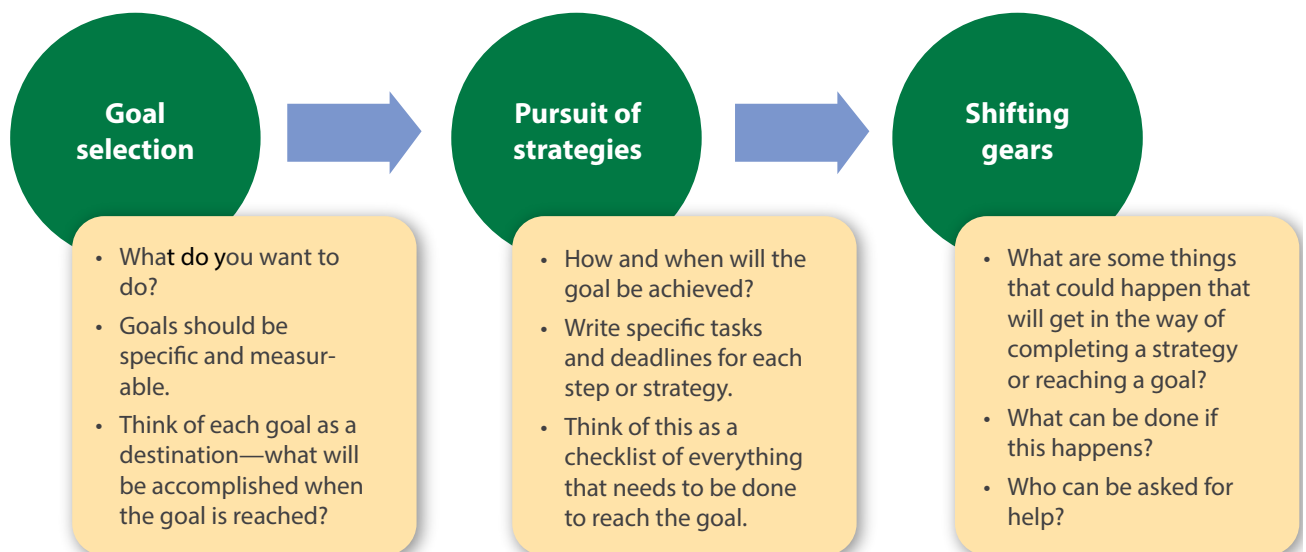 Goal
selection
Pursuit of
strategies
Shifting
gears
• What do you want to
do?
• Goals should be
specific and measur-
able.
• Think of each goal as a
destination—what will
be accomplished when
the goal is reached?
• How and when will the
goal be achieved?
• Write specific tasks
and deadlines for each
step or strategy.
• Think of this as a
checklist of everything
that needs to be done
to reach the goal.
• What are some things
that could happen that
will get in the way of
completing a strategy
or reaching a goal?
• What can be done if
this happens?
• Who can be asked for
help?